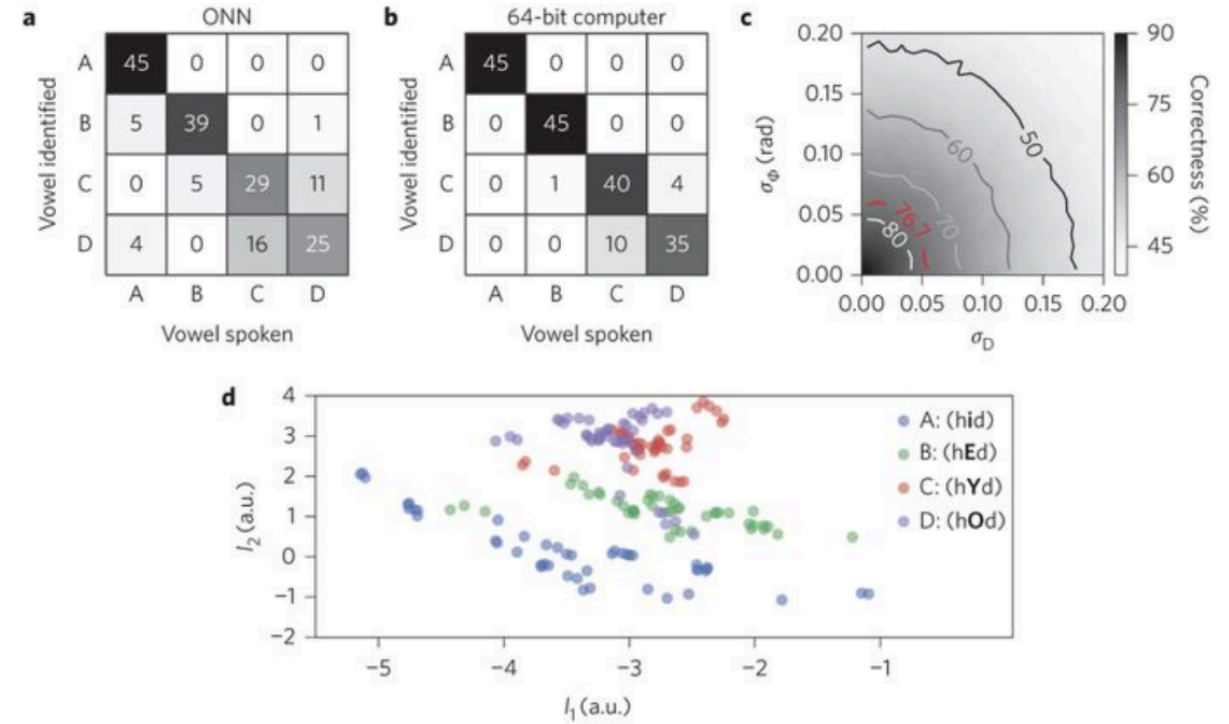 a
ONN
Vowel identified
A 45 0 0 0
B 5 39 0 1
C 0 5 29 11
D 4 0 16 25
A B C D
Vowel spoken
b
64-bit computer
Vowel identified
A 45 0 0 0
B 0 45 0 0
C 0 1 40 4
D 0 0 10 35
A B C D
Vowel spoken
c
σΦ (rad)
0.20
0.15
0.10
0.05
0.00
50
60
70
76.7
80
0.00 0.05 0.10 0.15 0.20
σD
90
75
60
45
Correctness (%)
d
I2 (a.u.)
4
3
2
1
0
−1
−2
A: (hid)
B: (hEd)
C: (hYd)
D: (hOd)
−5 −4 −3 −2 −1
I1 (a.u.)